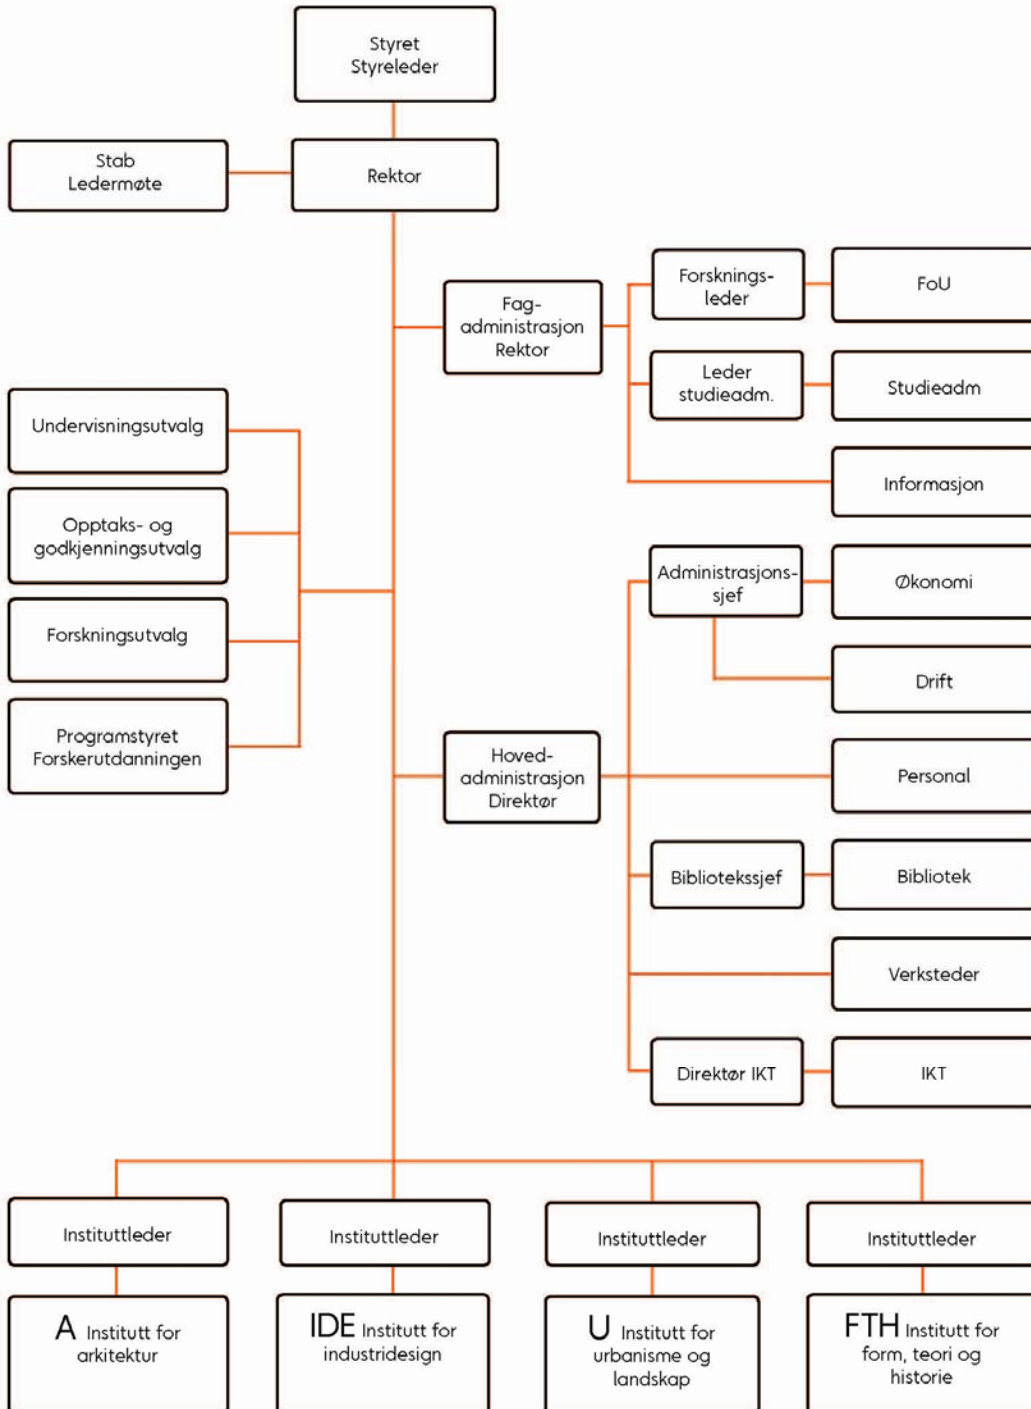 Styret
Styreleder
Stab
Ledermøte
Rektor
Fag-
administrasjon
Rektor
Forsknings-
leder
FoU
Leder
studieadm.
Studieadm
Informasjon
Undervisningsutvalg
Opptaks- og
godkjenningsutvalg
Forskningsutvalg
Programstyret
Forskerutdanningen
Hoved-
administrasjon
Direktør
Administrasjons-
sjef
Økonomi
Drift
Personal
Bibliotekssjef
Bibliotek
Verksteder
Direktør IKT
IKT
Instituttleder
Instituttleder
Instituttleder
Instituttleder
A Institutt for
arkitektur
IDE Institutt for
industridesign
U Institutt for
urbanisme og
landskap
FTH Institutt for
form, teori og
historie